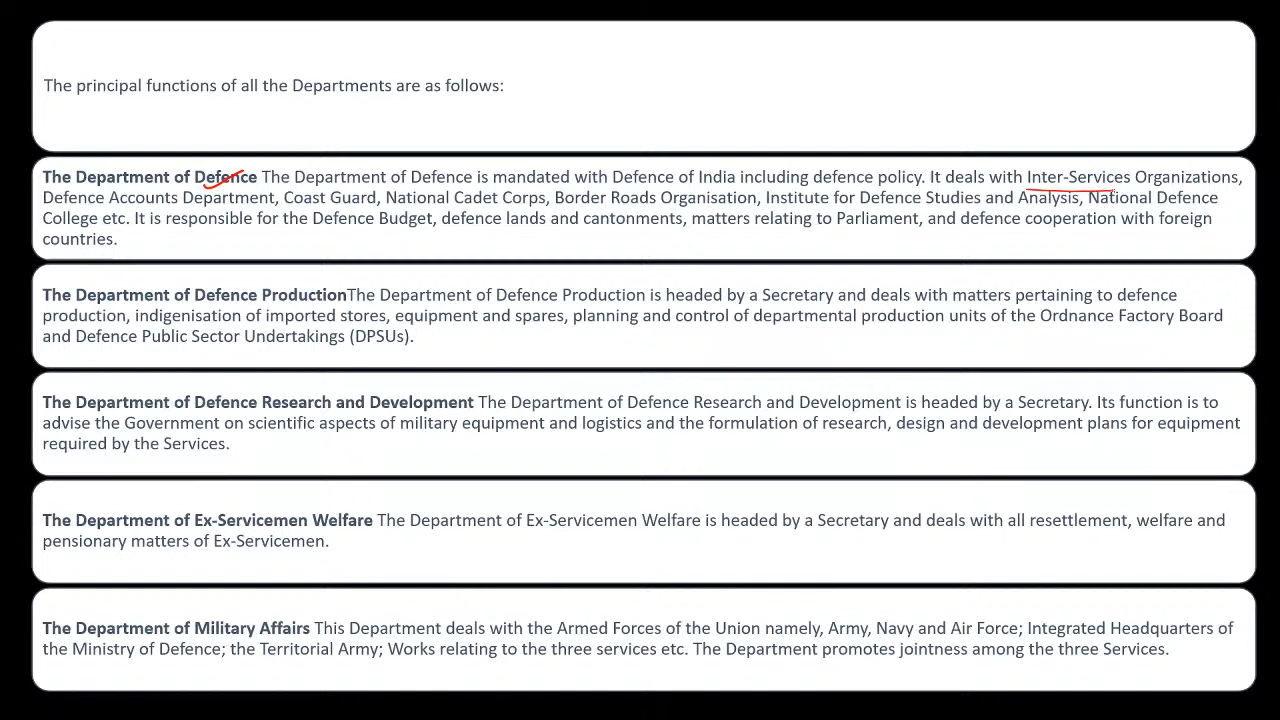 The principal functions of all the Departments are as follows:
The Department of Defence The Department of Defence is mandated with Defence of India including defence policy. It deals with Inter-Services Organizations,
Defence Accounts Department, Coast Guard, National Cadet Corps, Border Roads Organisation, Institute for Defence Studies and Analysis, National Defence
College etc. It is responsible for the Defence Budget, defence lands and cantonments, matters relating to Parliament, and defence cooperation with foreign
countries.
The Department of Defence ProductionThe Department of Defence Production is headed by a Secretary and deals with matters pertaining to defence
production, indigenisation of imported stores, equipment and spares, planning and control of departmental production units of the Ordnance Factory Board
and Defence Public Sector Undertakings (DPSUs).
The Department of Defence Research and Development The Department of Defence Research and Development is headed by a Secretary. Its function is to
advise the Government on scientific aspects of military equipment and logistics and the formulation of research, design and development plans for equipment
required by the Services.
The Department of Ex-Servicemen Welfare The Department of Ex-Servicemen Welfare is headed by a Secretary and deals with all resettlement, welfare and
pensionary matters of Ex-Servicemen.
The Department of Military Affairs This Department deals with the Armed Forces of the Union namely, Army, Navy and Air Force; Integrated Headquarters of
the Ministry of Defence; the Territorial Army; Works relating to the three services etc. The Department promotes jointness among the three Services.